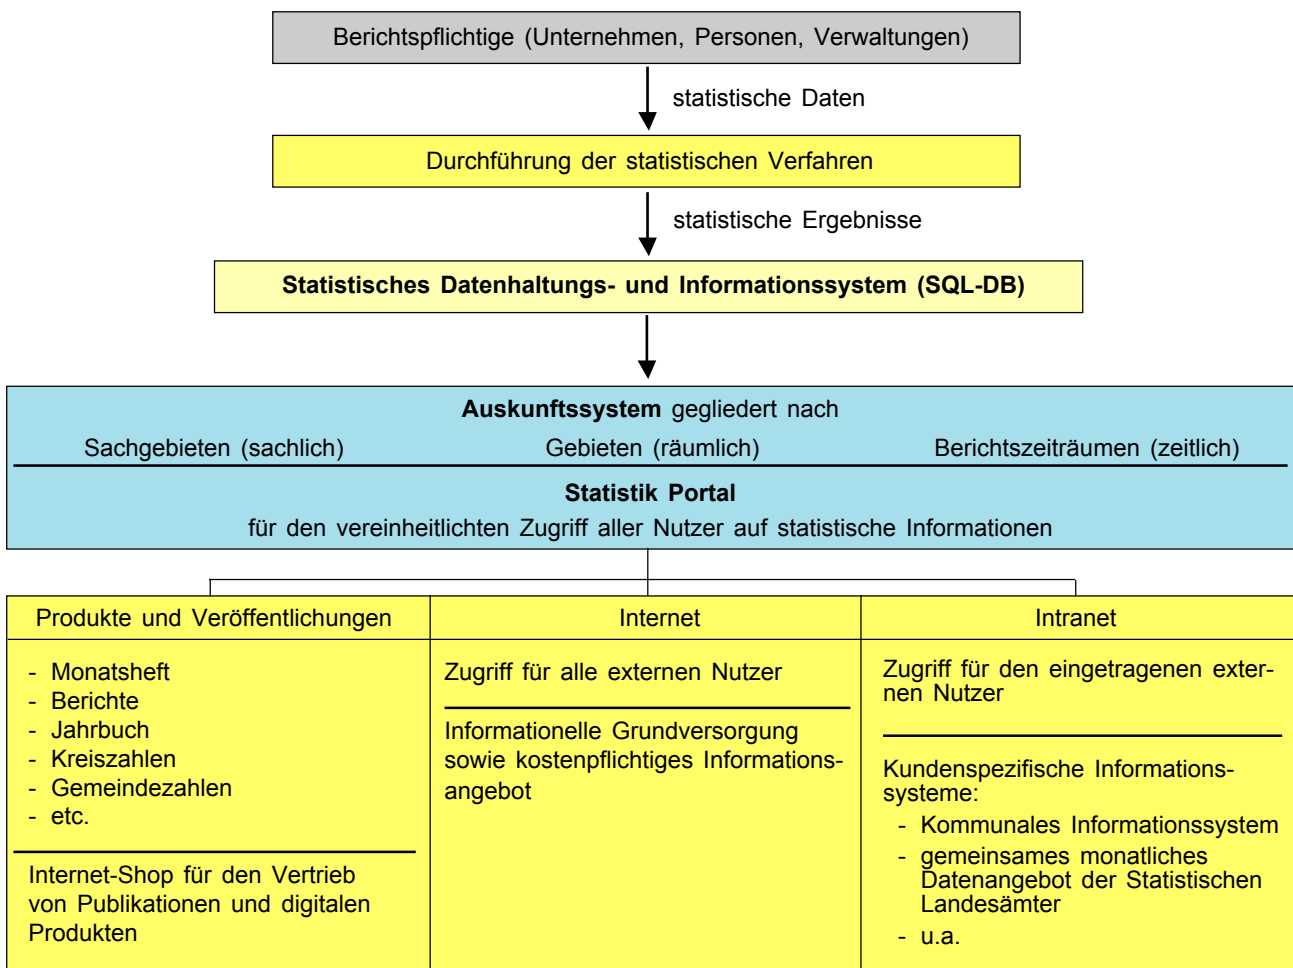 Berichtspflichtige (Unternehmen, Personen, Verwaltungen)
statistische Daten
Durchführung der statistischen Verfahren
statistische Ergebnisse
Statistisches Datenhaltungs- und Informationssystem (SQL-DB)
Auskunftssystem gegliedert nach
Sachgebieten (sachlich) Gebieten (räumlich) Berichtszeiträumen (zeitlich)
Statistik Portal
für den vereinheitlichten Zugriff aller Nutzer auf statistische Informationen
Produkte und Veröffentlichungen
- Monatsheft
- Berichte
- Jahrbuch
- Kreiszahlen
- Gemeindezahlen
- etc.
Internet-Shop für den Vertrieb
von Publikationen und digitalen
Produkten
Internet
Zugriff für alle externen Nutzer
Informationelle Grundversorgung
sowie kostenpflichtiges Informations-
angebot
Intranet
Zugriff für den eingetragenen exter-
nen Nutzer
Kundenspezifische Informations-
systeme:
- Kommunales Informationssystem
- gemeinsames monatliches
Datenangebot der Statistischen
Landesämter
- u.a.